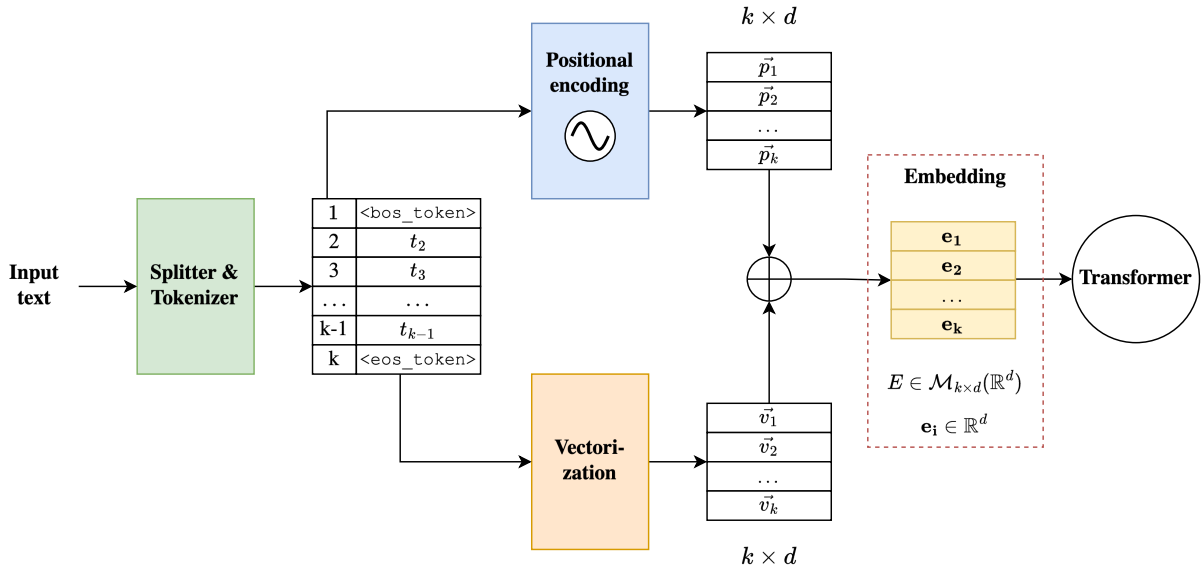 Input
text
Splitter &
Tokenizer
1 <bos_token>
2 t₂
3 t₃
... ...
k-1 tₖ₋₁
k <eos_token>
Positional
encoding
k × d
p⃗₁
p⃗₂
...
p⃗ₖ
Vectori-
zation
v⃗₁
v⃗₂
...
v⃗ₖ
k × d
Embedding
e₁
e₂
...
eₖ
E ∈ ℳₖ×d(ℝᵈ)
eᵢ ∈ ℝᵈ
Transformer